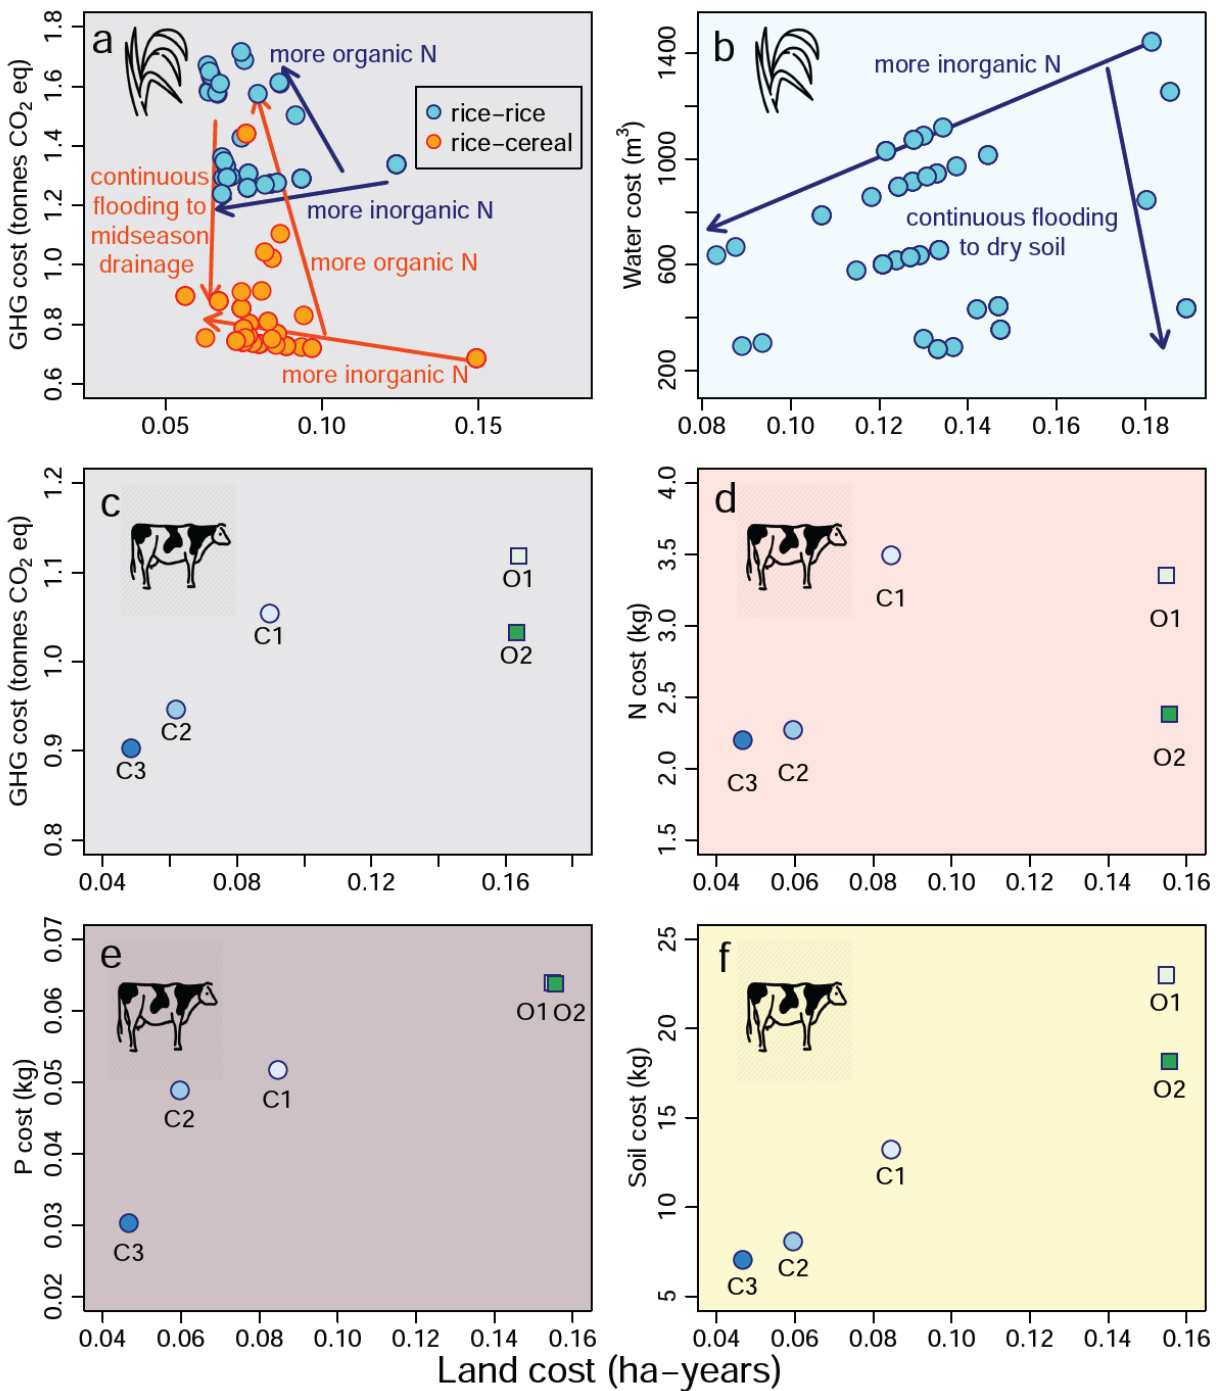 a
more organic N
rice-rice
rice-cereal
continuous
flooding to
midseason
drainage
more inorganic N
more organic N
more inorganic N
GHG cost (tonnes CO₂ eq)
1.8
1.6
1.4
1.2
1.0
0.8
0.6
0.05
0.10
0.15
b
more inorganic N
continuous flooding
to dry soil
Water cost (m³)
1400
1000
600
200
0.08
0.10
0.12
0.14
0.16
0.18
c
O1
C1
O2
C2
C3
GHG cost (tonnes CO₂ eq)
1.2
1.1
1.0
0.9
0.8
0.04
0.08
0.12
0.16
d
C1
O1
O2
C3
C2
N cost (kg)
4.0
3.5
3.0
2.5
2.0
1.5
0.04
0.06
0.08
0.10
0.12
0.14
0.16
e
O1
O2
C1
C2
C3
P cost (kg)
0.07
0.06
0.05
0.04
0.03
0.02
0.04
0.06
0.08
0.10
0.12
0.14
0.16
f
O1
O2
C1
C2
C3
Soil cost (kg)
25
20
15
10
5
0.04
0.06
0.08
0.10
0.12
0.14
0.16
Land cost (ha-years)